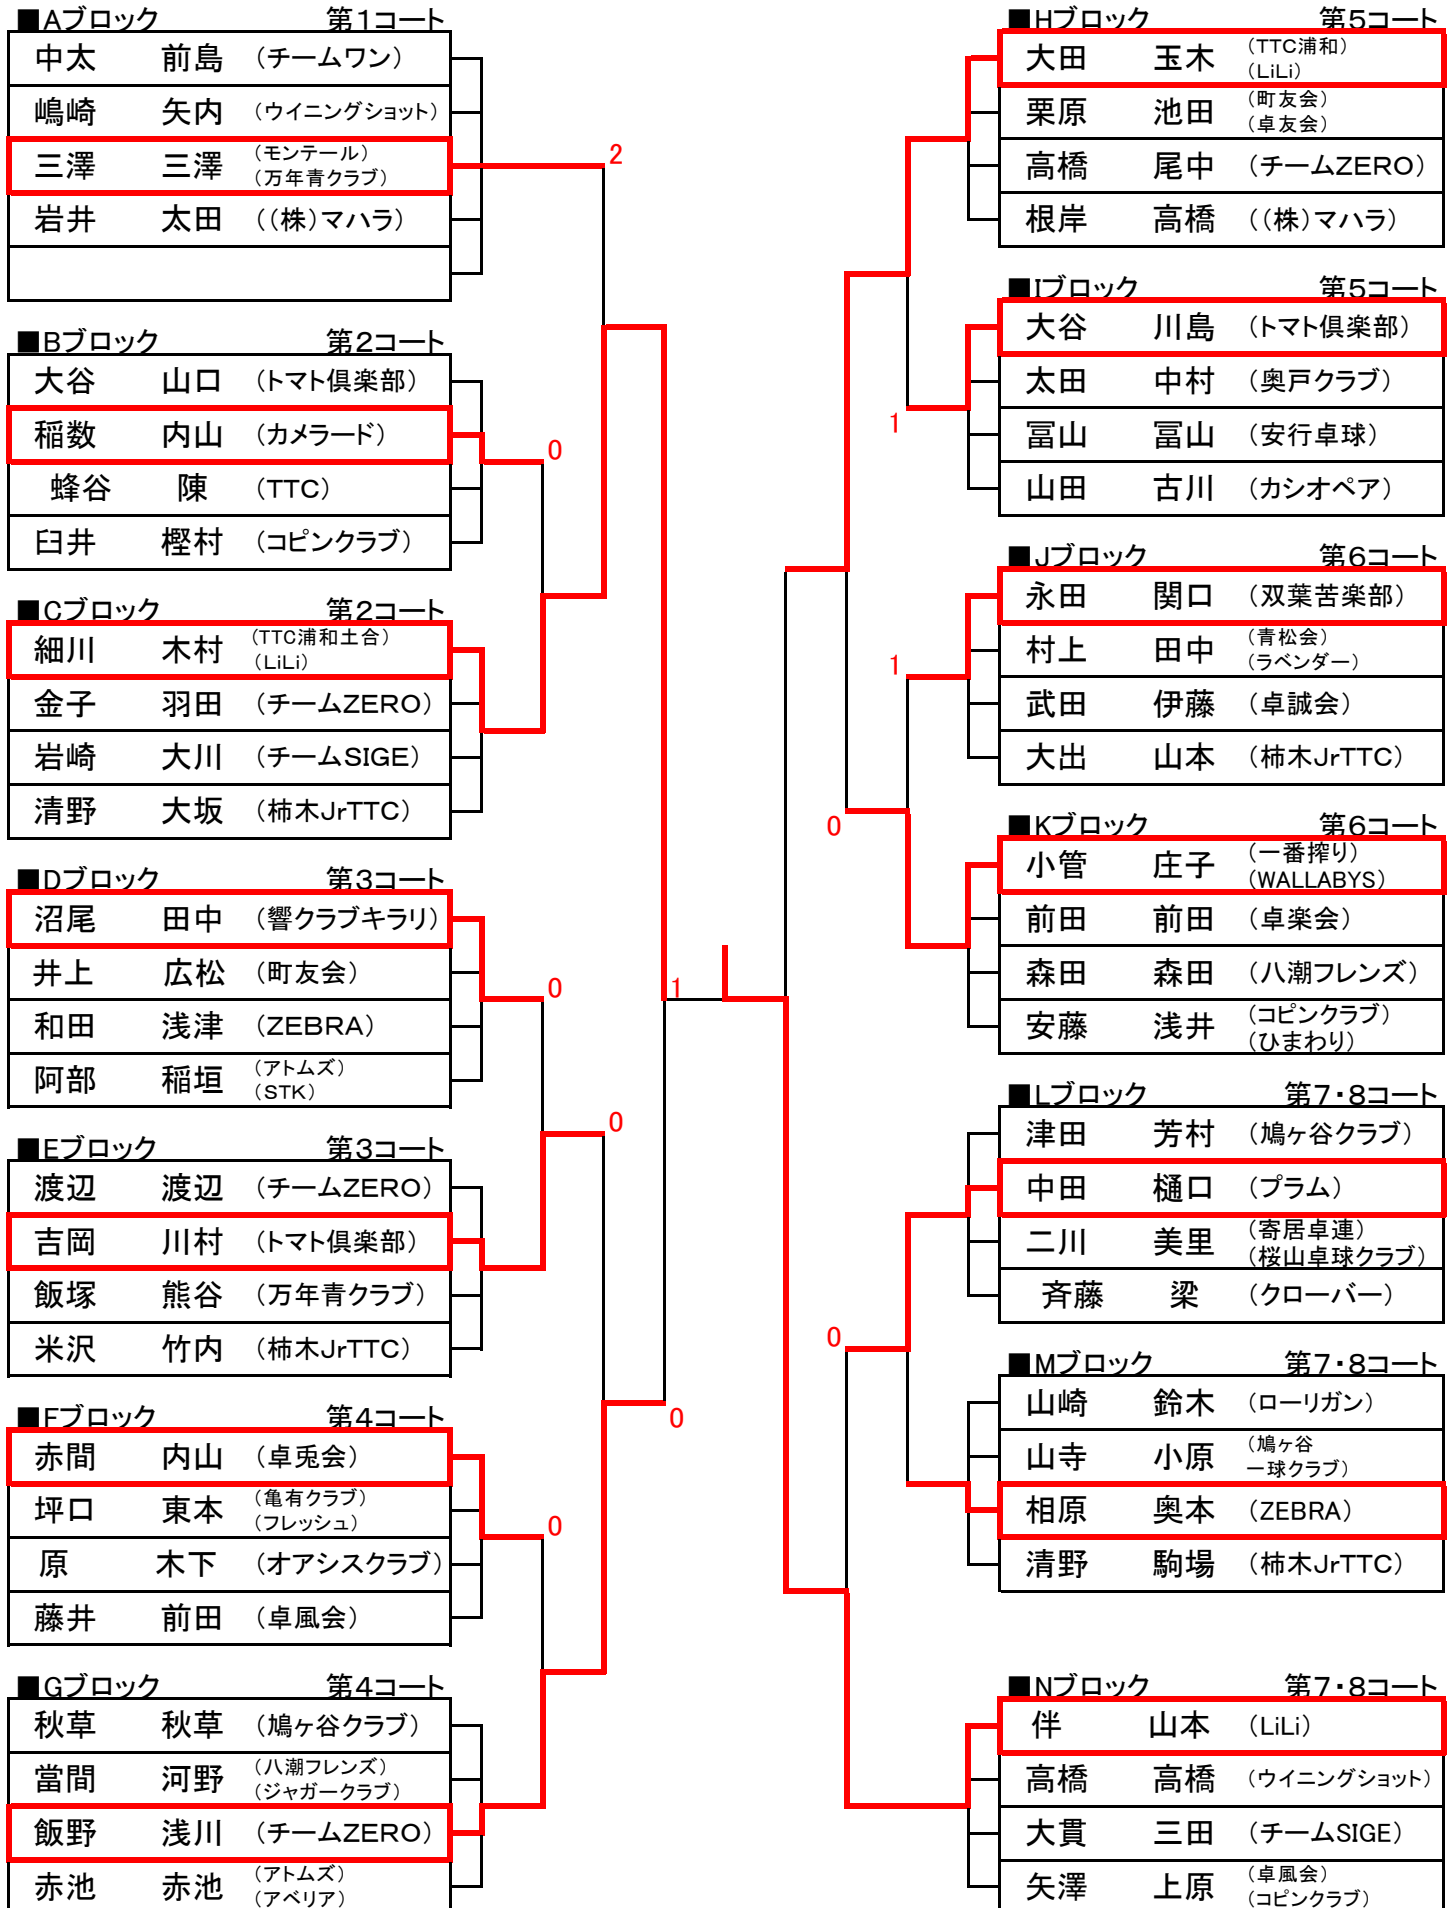 ■Aブロック 第1コート
中太 前島 （チームワン）
嶋崎 矢内 （ウイニングショット）
三澤 三澤 （モンテール）
（万年青クラブ）
岩井 太田 （（株）マハラ）
2
■Bブロック 第2コート
大谷 山口 （トマト倶楽部）
稲数 内山 （カメラード）
0
蜂谷 陳 （TTC）
臼井 樫村 （コピンクラブ）
■Cブロック 第2コート
細川 木村 （TTC浦和土合）
（LiLi）
金子 羽田 （チームZERO）
岩崎 大川 （チームSIGE）
清野 大坂 （柿木JrTTC）
■Dブロック 第3コート
沼尾 田中 （響クラブキラリ）
井上 広松 （町友会）
0
1
和田 浅津 （ZEBRA）
阿部 稲垣 （アトムズ）
（STK）
0
■Eブロック 第3コート
渡辺 渡辺 （チームZERO）
吉岡 川村 （トマト倶楽部）
飯塚 熊谷 （万年青クラブ）
米沢 竹内 （柿木JrTTC）
0
■Fブロック 第4コート
赤間 内山 （卓兎会）
坪口 東本 （亀有クラブ）
（フレッシュ）
0
原 木下 （オアシスクラブ）
藤井 前田 （卓風会）
■Gブロック 第4コート
秋草 秋草 （鳩ヶ谷クラブ）
當間 河野 （八潮フレンズ）
（ジャガークラブ）
飯野 浅川 （チームZERO）
赤池 赤池 （アトムズ）
（アベリア）
■Hブロック 第5コート
大田 玉木 （TTC浦和）
（LiLi）
栗原 池田 （町友会）
（卓友会）
高橋 尾中 （チームZERO）
根岸 高橋 （（株）マハラ）
■Iブロック 第5コート
大谷 川島 （トマト倶楽部）
太田 中村 （奥戸クラブ）
1
冨山 冨山 （安行卓球）
山田 古川 （カシオペア）
■Jブロック 第6コート
永田 関口 （双葉苦楽部）
村上 田中 （青松会）
（ラベンダー）
1
武田 伊藤 （卓誠会）
大出 山本 （柿木JrTTC）
0
■Kブロック 第6コート
小管 庄子 （一番搾り）
（WALLABYS）
前田 前田 （卓楽会）
森田 森田 （八潮フレンズ）
安藤 浅井 （コピンクラブ）
（ひまわり）
■Lブロック 第7・8コート
津田 芳村 （鳩ヶ谷クラブ）
中田 樋口 （プラム）
二川 美里 （寄居卓連）
（桜山卓球クラブ）
斉藤 梁 （クローバー）
0
■Mブロック 第7・8コート
山崎 鈴木 （ローリガン）
山寺 小原 （鳩ヶ谷
一球クラブ）
相原 奥本 （ZEBRA）
清野 駒場 （柿木JrTTC）
■Nブロック 第7・8コート
伴 山本 （LiLi）
高橋 高橋 （ウイニングショット）
大貫 三田 （チームSIGE）
矢澤 上原 （卓風会）
（コピンクラブ）